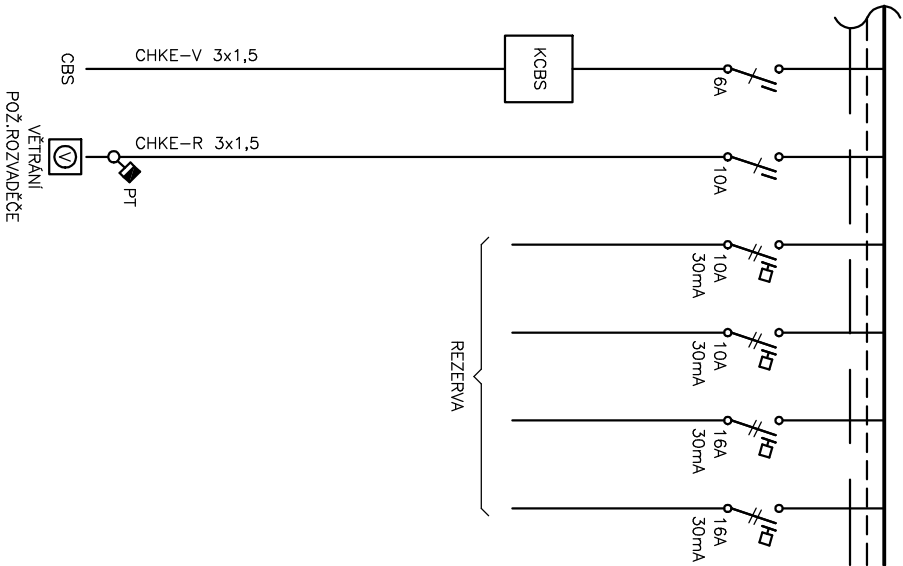 CHKE-V 3x1,5
CBS
KCBS
6A
CHKE-R 3x1,5
VĚTRÁNÍ
POŽ.ROZVADĚČE
V
PT
10A
10A
30mA
10A
30mA
16A
30mA
16A
30mA
REZERVA